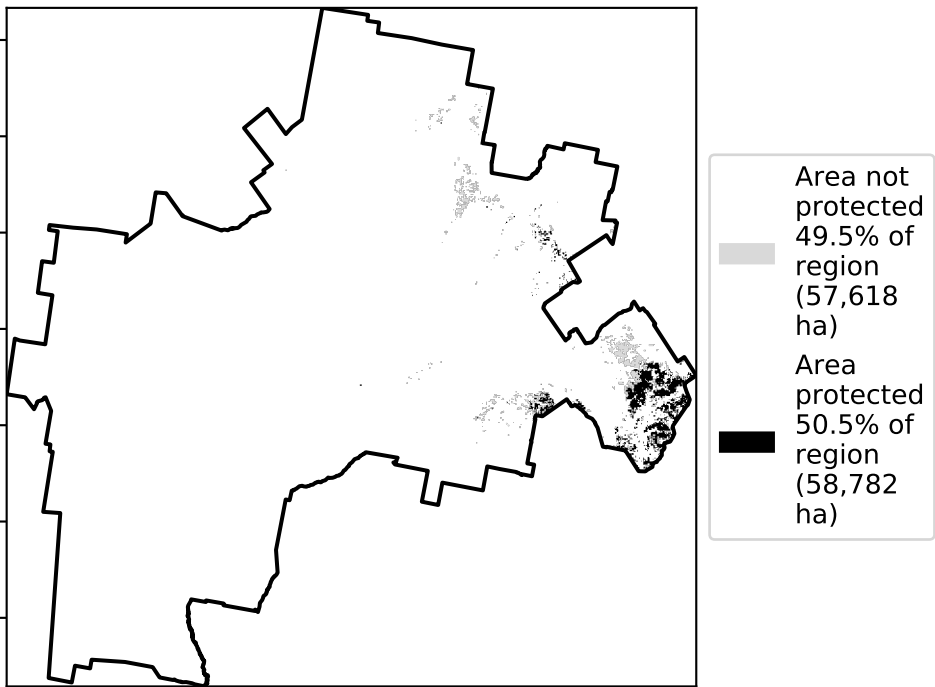 Area not
protected
49.5% of
region
(57,618
ha)
Area
protected
50.5% of
region
(58,782
ha)